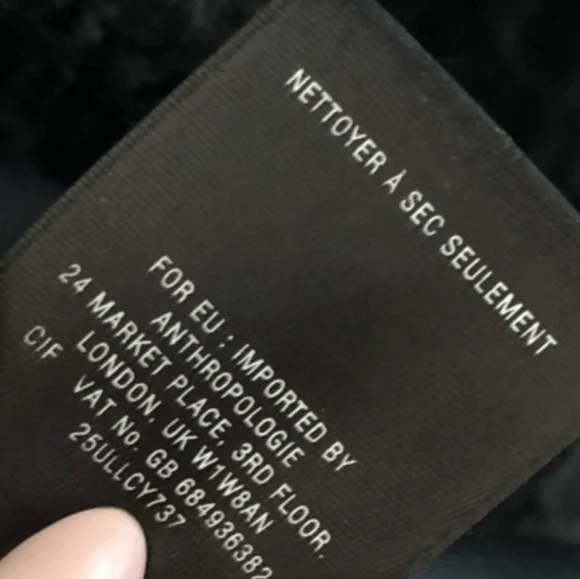 NETTOYER À SEC SEULEMENT
FOR EU : IMPORTED BY
ANTHROPOLOGIE
24 MARKET PLACE, 3RD FLOOR,
LONDON, UK W1W8AN
CIF VAT No. GB 684936382
25ULLCY737